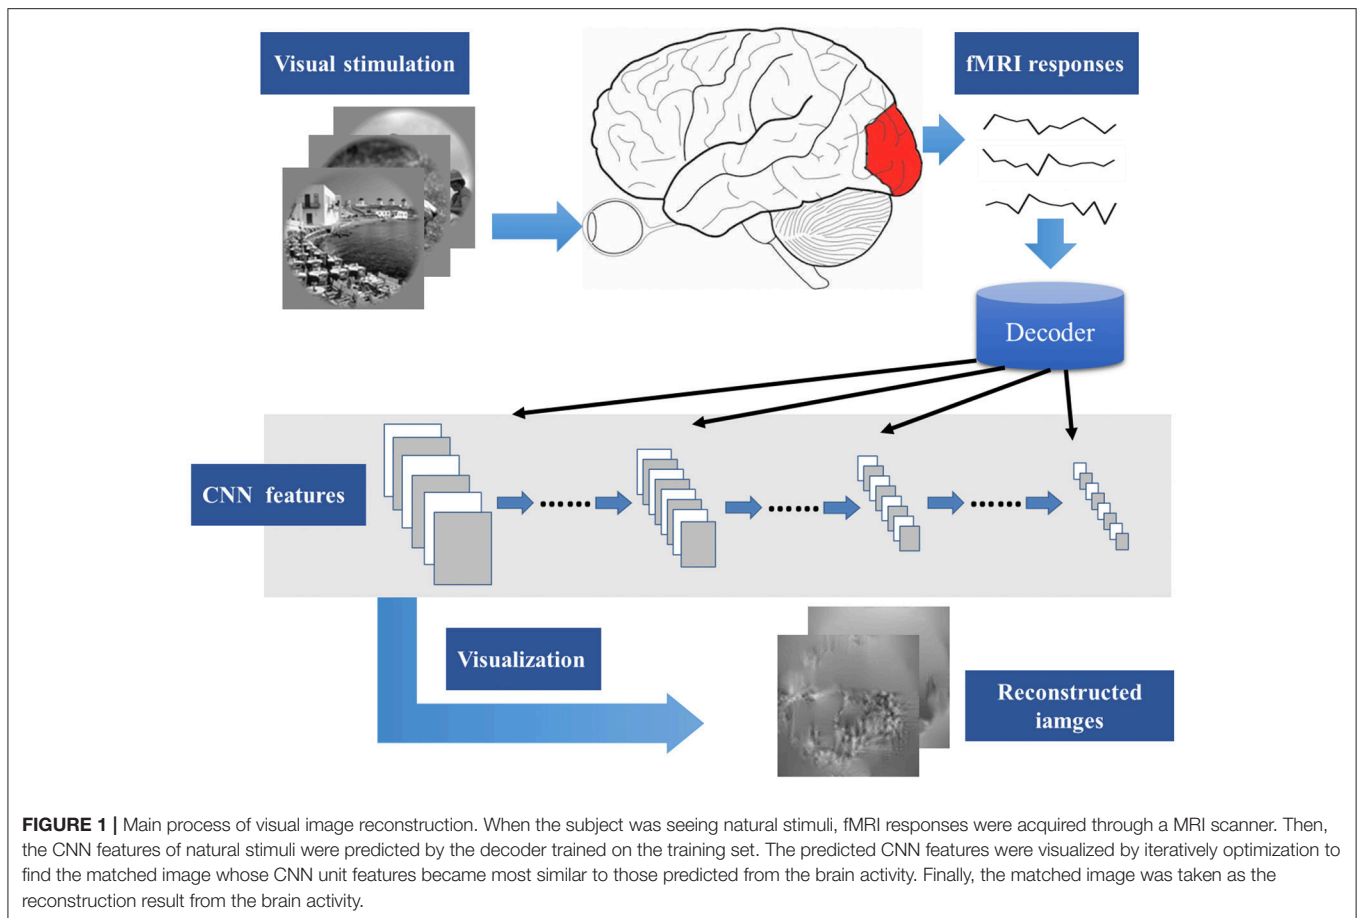 Visual stimulation
fMRI responses
Decoder
CNN features
Visualization
Reconstructed
iamges
FIGURE 1 | Main process of visual image reconstruction. When the subject was seeing natural stimuli, fMRI responses were acquired through a MRI scanner. Then,
the CNN features of natural stimuli were predicted by the decoder trained on the training set. The predicted CNN features were visualized by iteratively optimization to
find the matched image whose CNN unit features became most similar to those predicted from the brain activity. Finally, the matched image was taken as the
reconstruction result from the brain activity.